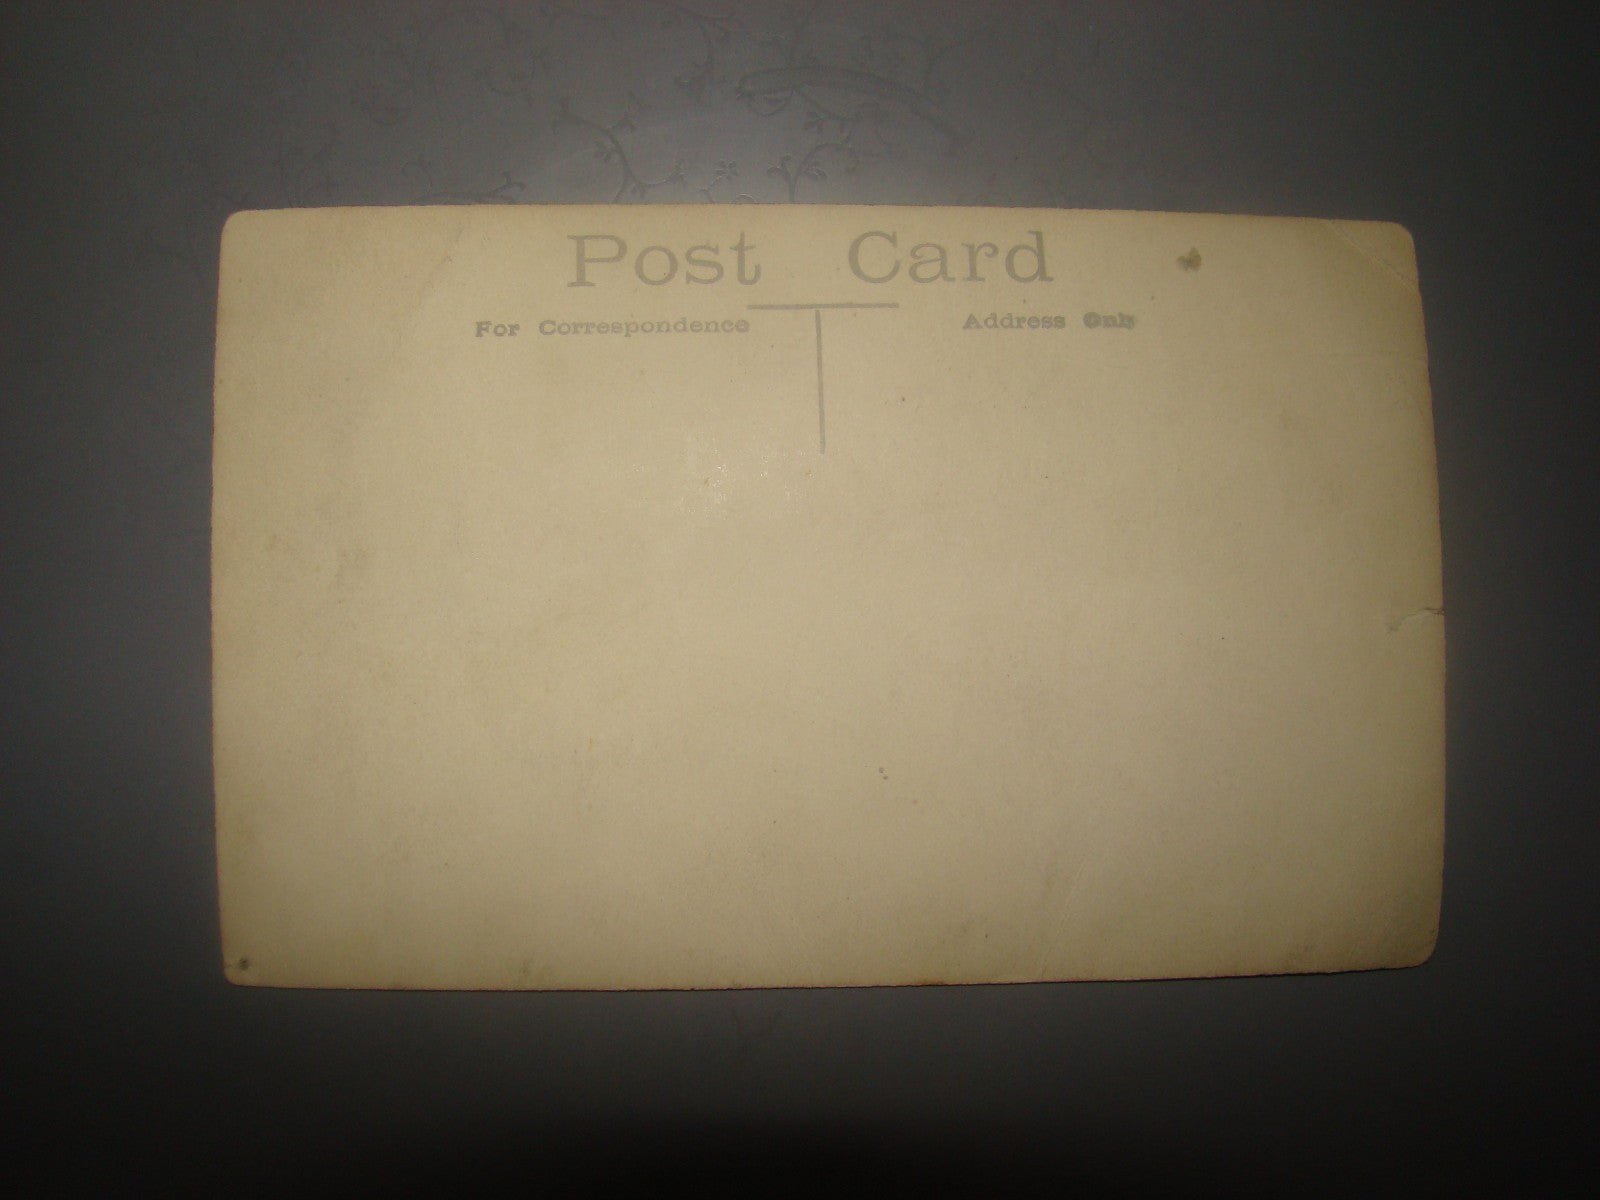 Post Card
For Correspondence Address Only